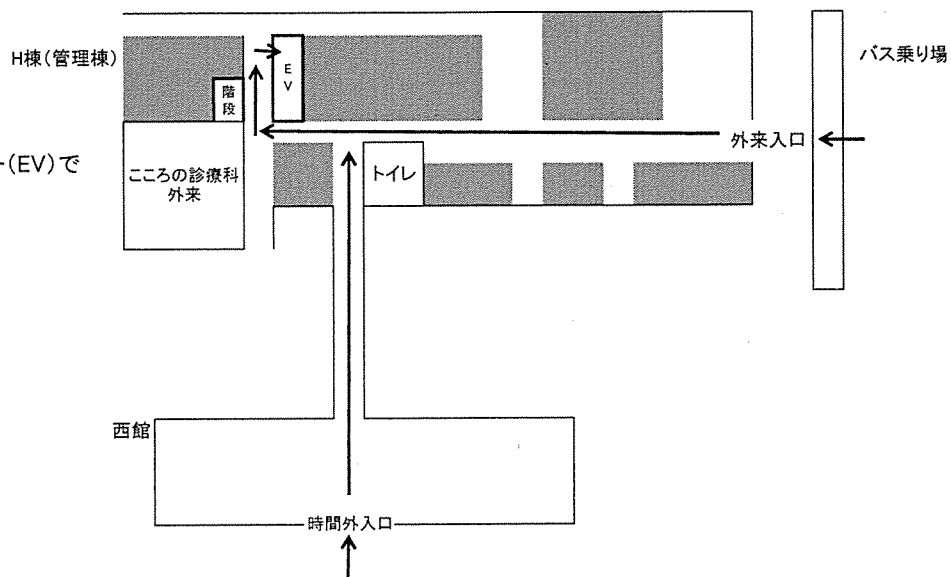 H棟(管理棟)
EV
バス乗り場
階段
外来入口
(EV)で
こころの診療科
外来
トイレ
西館
時間外入口